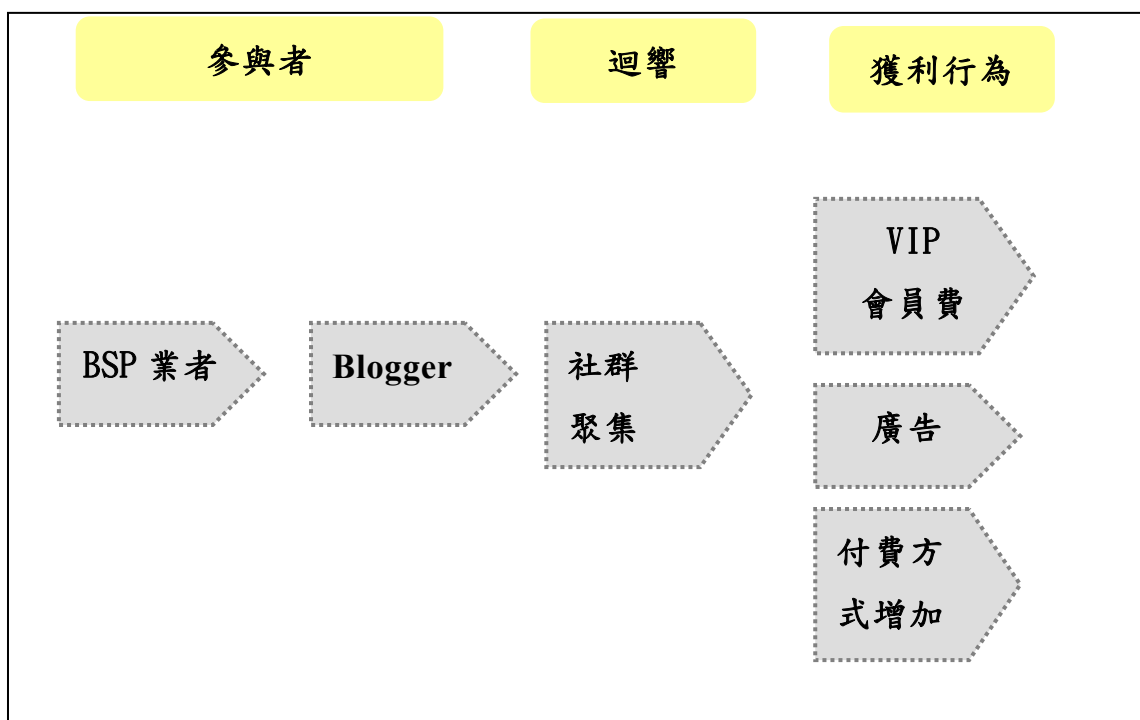 參與者
迴響
獲利行為
BSP 業者
Blogger
社群
聚集
VIP
會員費
廣告
付費方
式增加